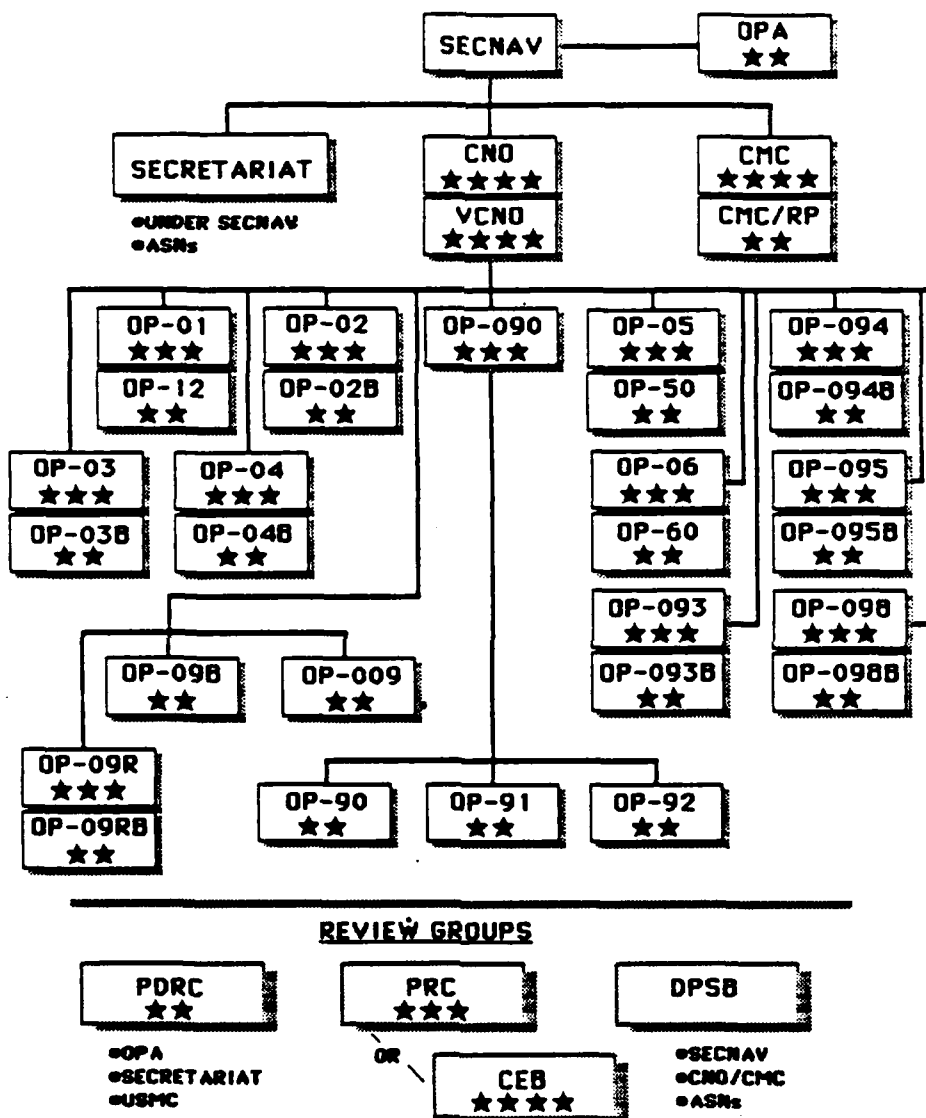 SECNAV
OPA
SECRETARIAT
CNO
CMC
UNDER SECNAV
ASNs
VCNO
CMC/RP
OP-01
OP-02
OP-090
OP-05
OP-094
OP-12
OP-02B
OP-50
OP-094B
OP-03
OP-04
OP-06
OP-095
OP-03B
OP-04B
OP-60
OP-095B
OP-093
OP-098
OP-09B
OP-009
OP-093B
OP-098B
OP-09R
OP-90
OP-91
OP-92
OP-09RB
REVIEW GROUPS
PDRC
PRC
DPSB
OPA
SECRETARIAT
USMC
OR
CEB
SECNAV
CNO/CMC
ASNs